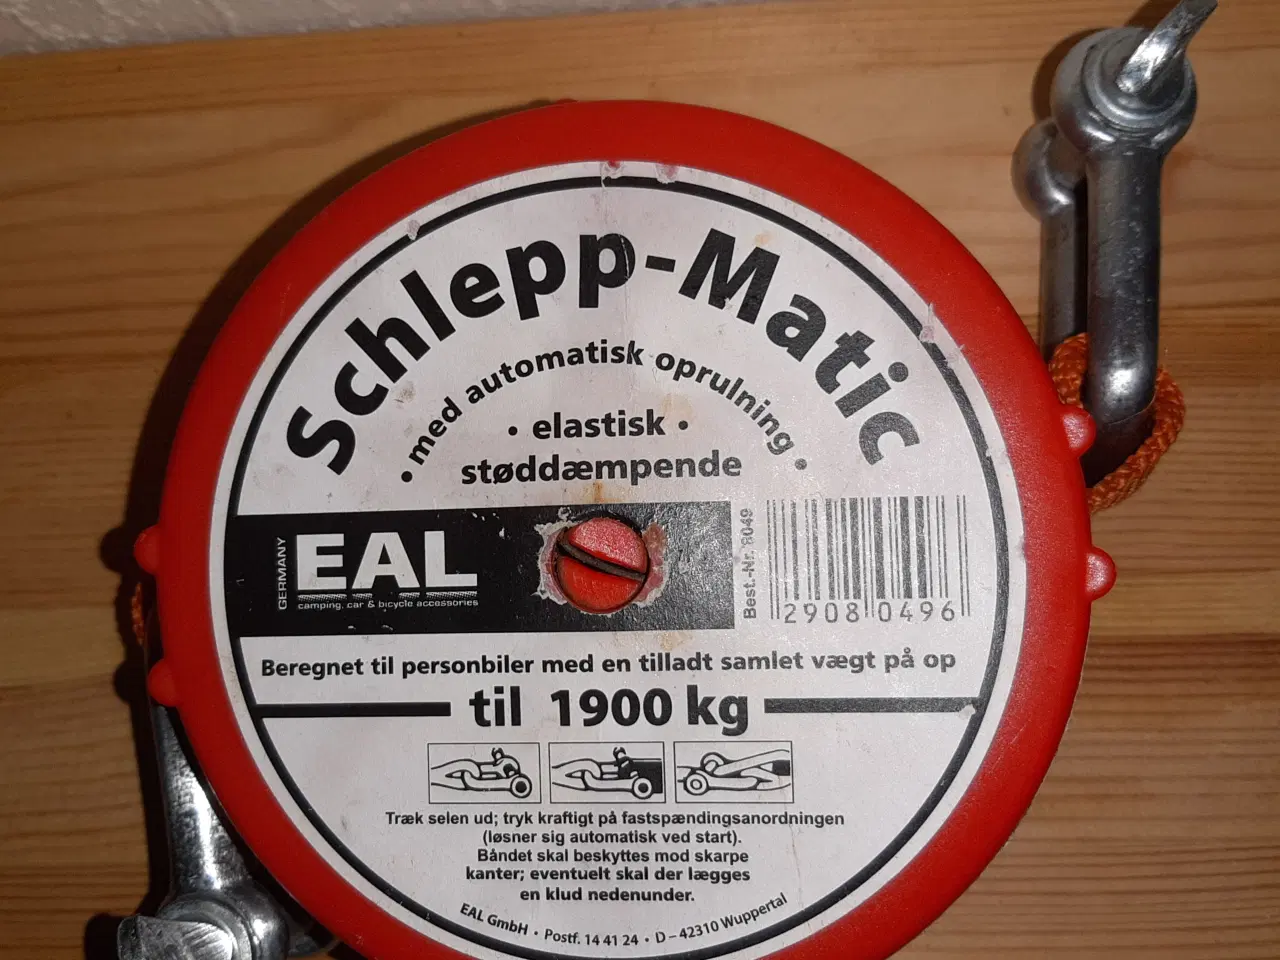 Schlepp-Matic
• med automatisk oprulning •
• elastisk •
støddæmpende
GERMANY
EAL
camping, car & bicycle accessories
Best.-Nr. 8049
29080496
Beregnet til personbiler med en tilladt samlet vægt på op
til 1900 kg
Træk selen ud; tryk kraftigt på fastspændingsanordningen
(løsner sig automatisk ved start).
Båndet skal beskyttes mod skarpe
kanter; eventuelt skal der lægges
en klud nedenunder.
EAL GmbH • Postf. 14 41 24 • D – 42310 Wuppertal